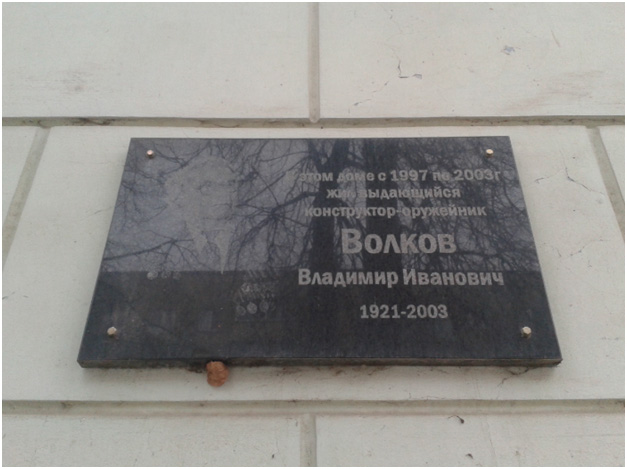 этом доме с 1997 по 2003г
жил выдающийся
конструктор-оружейник
Волков
Владимир Иванович
1921-2003